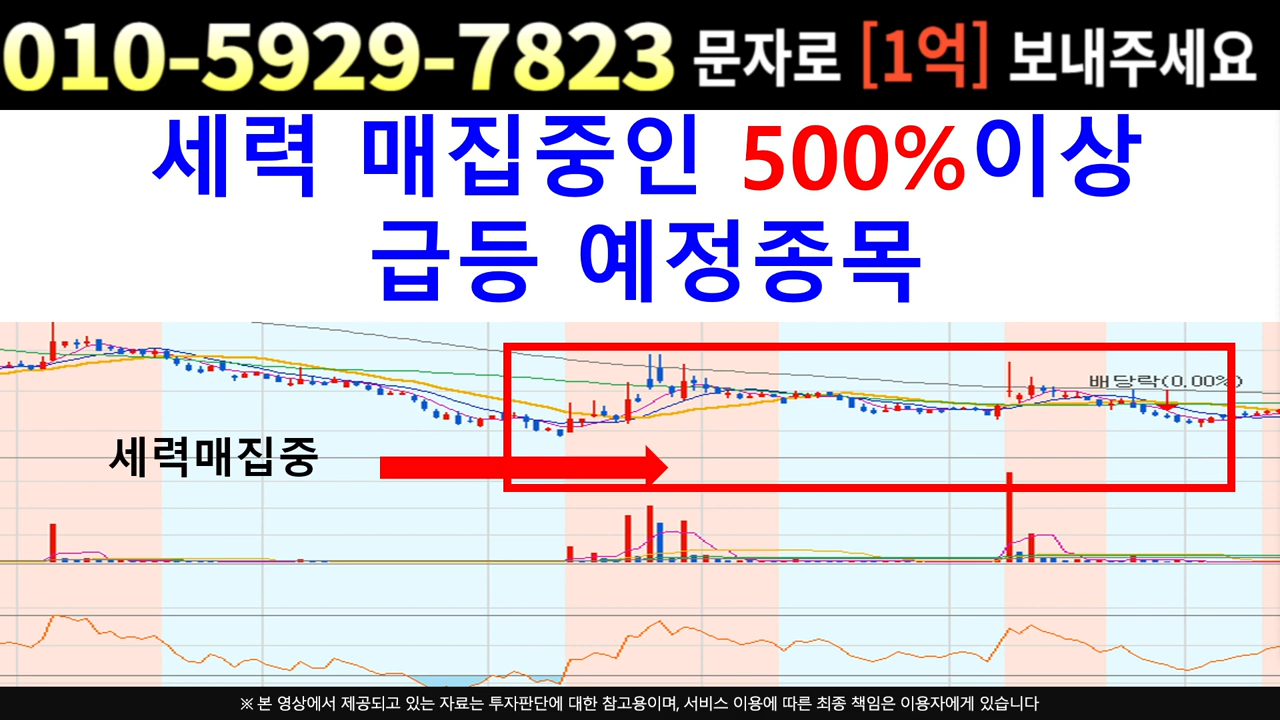 010-5929-7823 문자로 [1억] 보내주세요
세력 매집중인 500%이상
급등 예정종목
배당락(0.00%)
세력매집중
※ 본 영상에서 제공되고 있는 자료는 투자판단에 대한 참고용이며, 서비스 이용에 따른 최종 책임은 이용자에게 있습니다